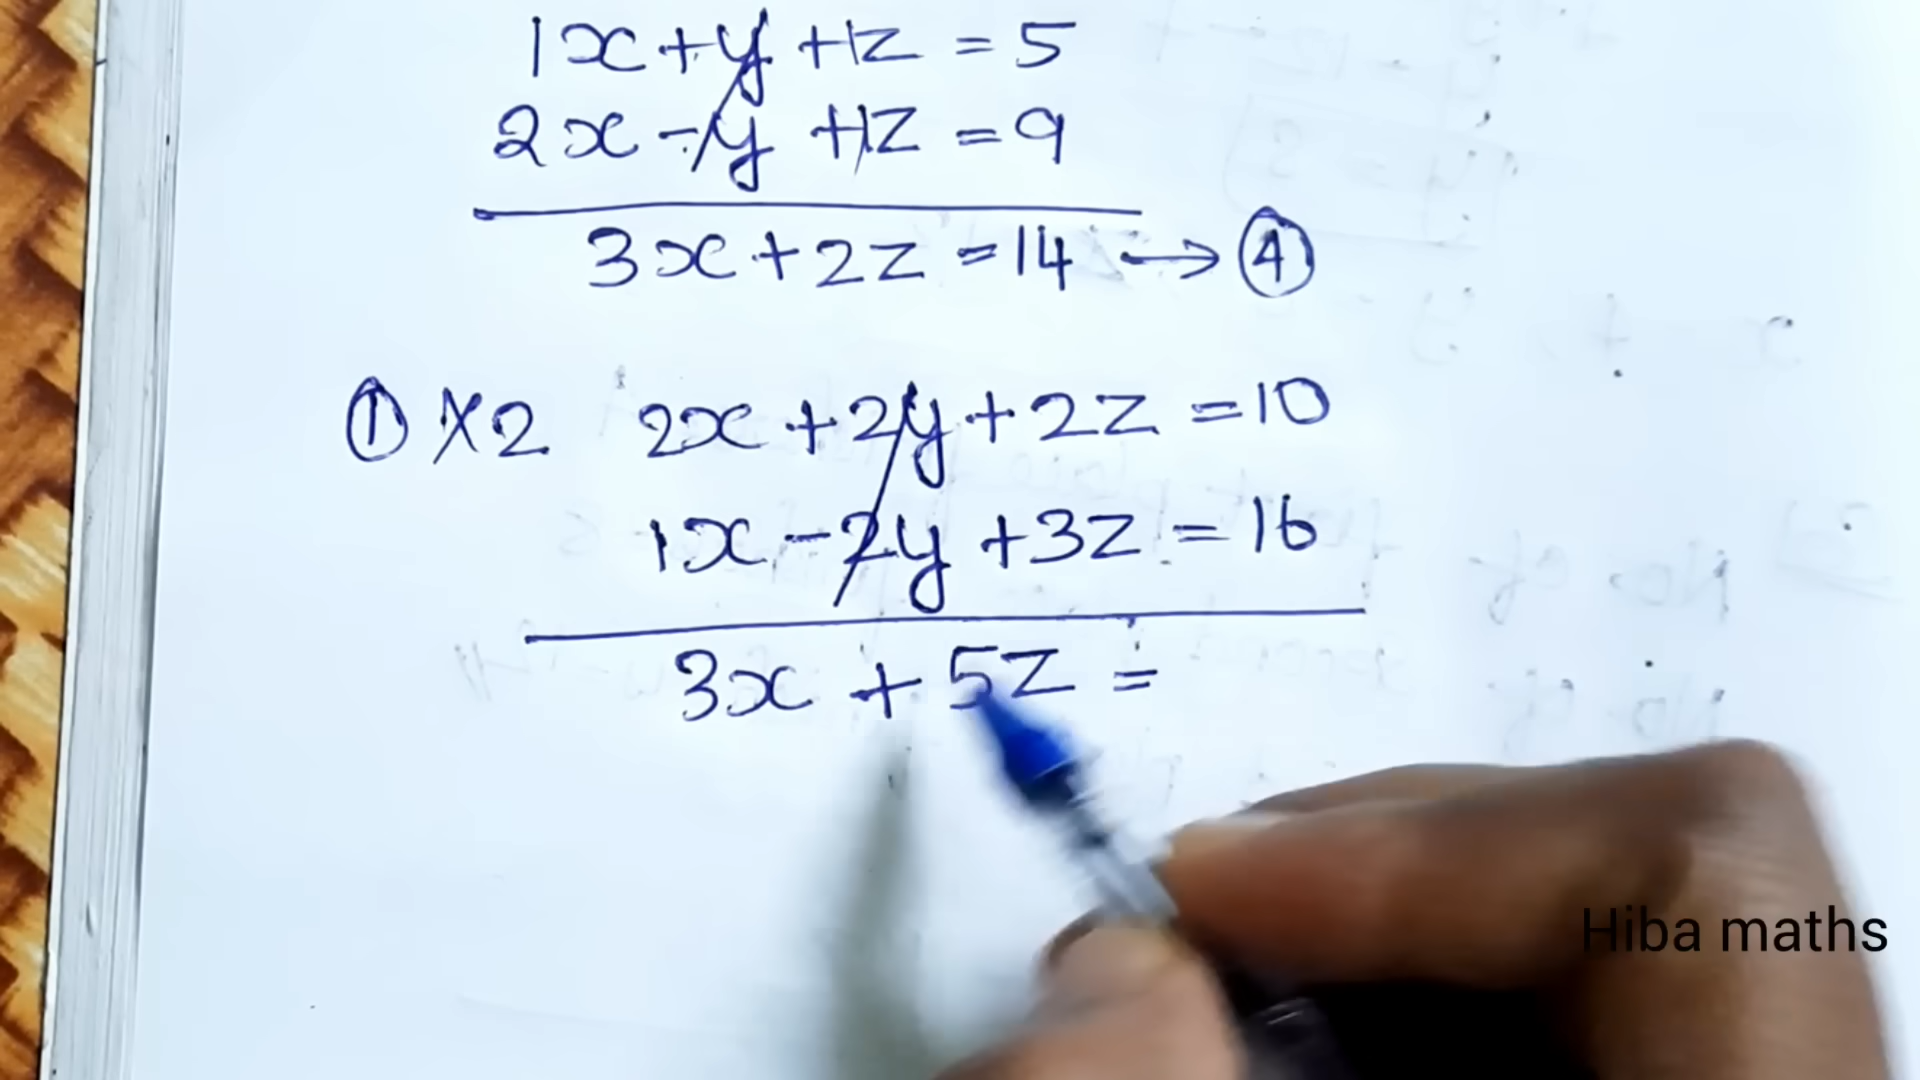 1x+y+1z=5
2x-y+1z=9
3x+2z=14→④
①×2 2x+2y+2z=10
1x-2y+3z=16
3x+5z=
Hiba maths